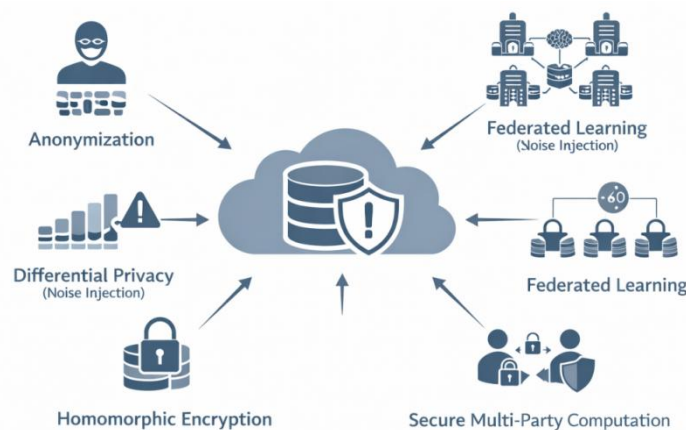 Anonymization
Federated Learning
(Noise Injection)
-60
Differential Privacy
(Noise Injection)
Federated Learning
Homomorphic Encryption
Secure Multi-Party Computation